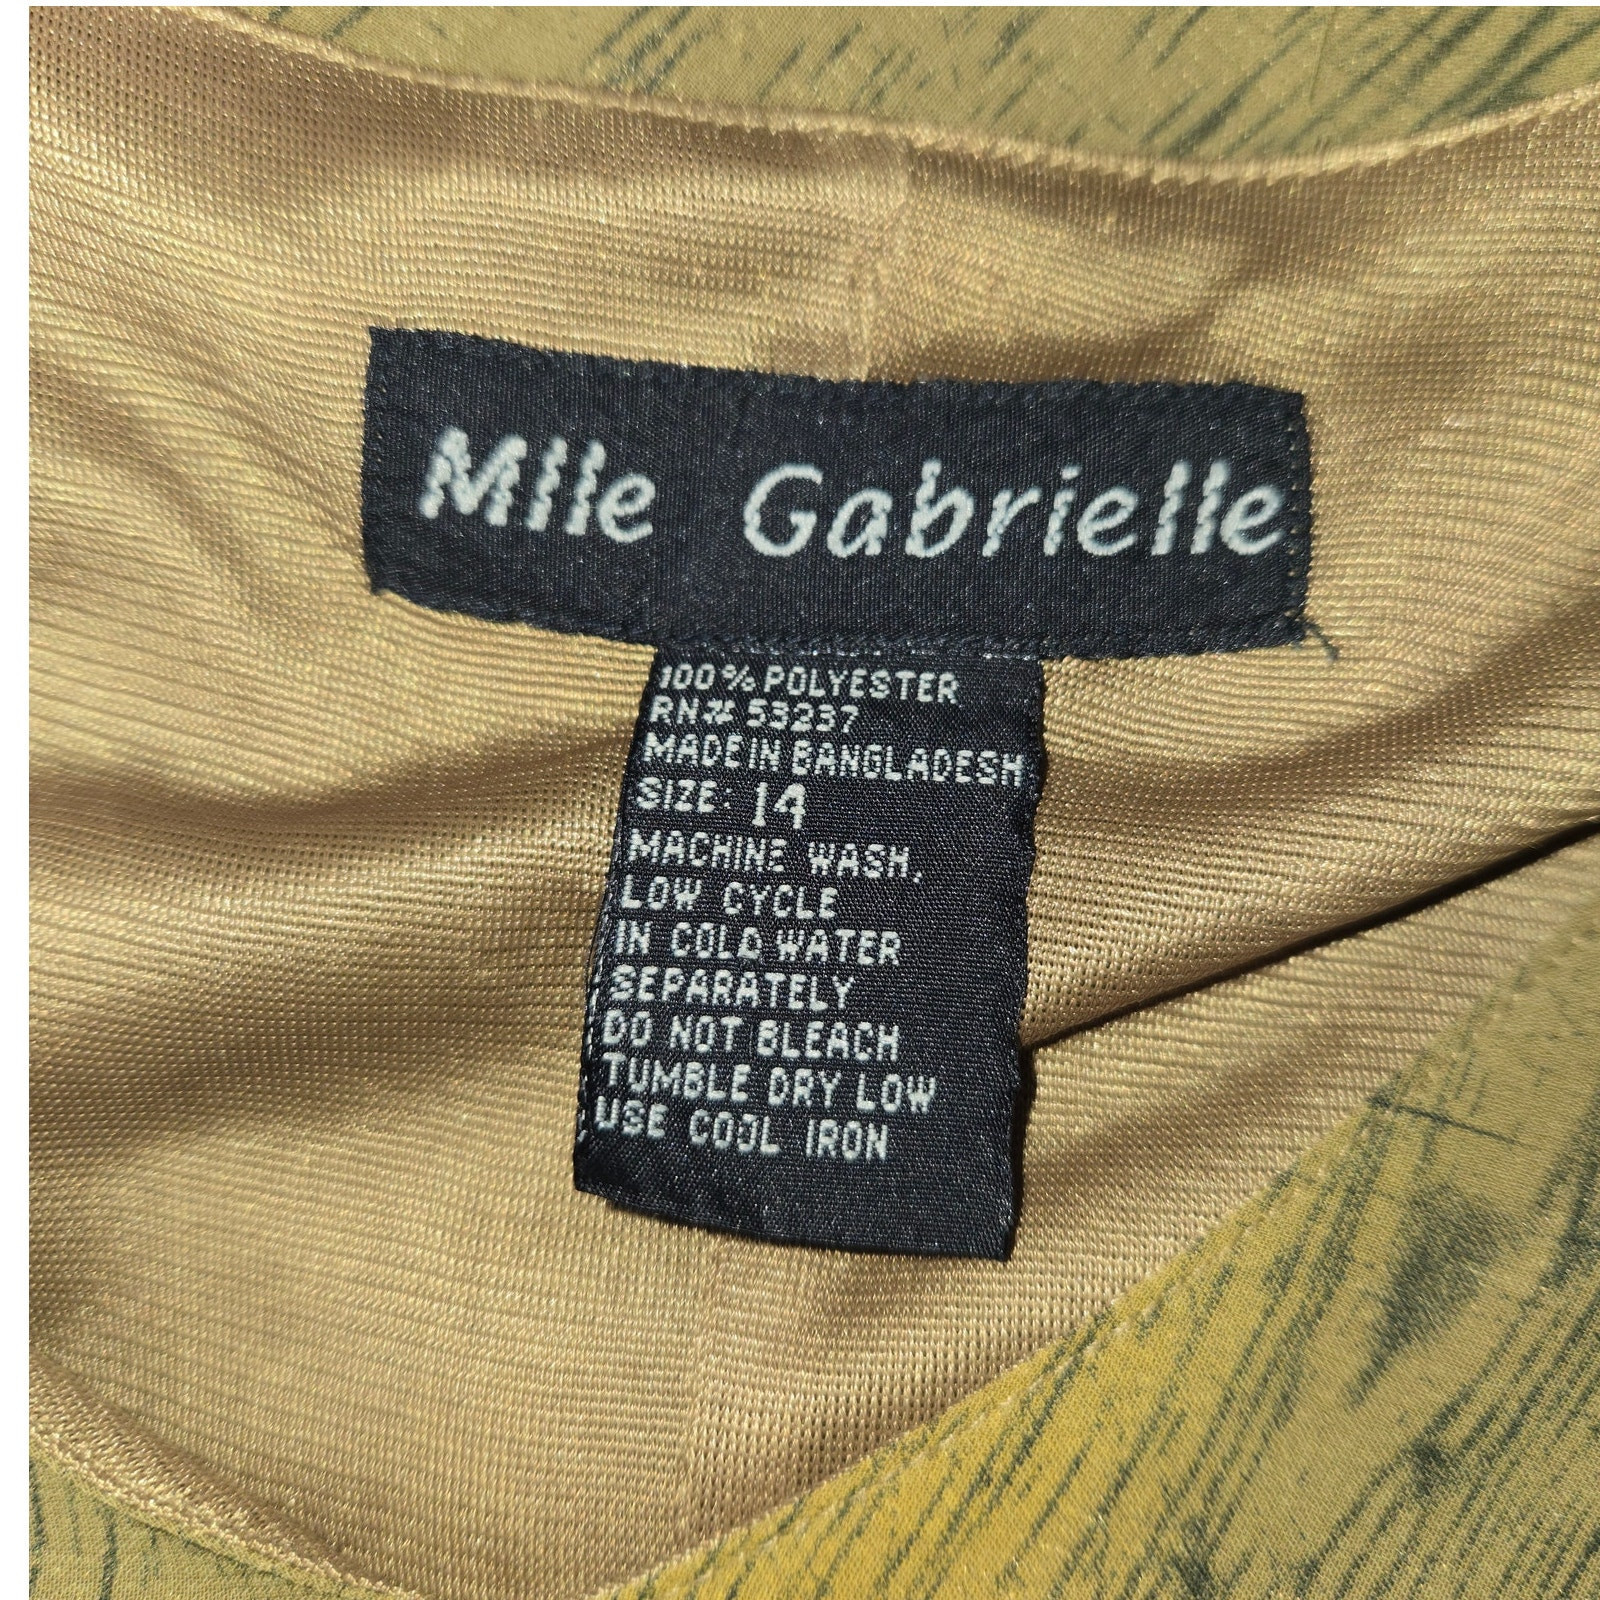 Mlle Gabrielle
100% POLYESTER
RN# 53237
MADE IN BANGLADESH
SIZE: 14
MACHINE WASH,
LOW CYCLE
IN COLD WATER
SEPARATELY
DO NOT BLEACH
TUMBLE DRY LOW
USE COOL IRON